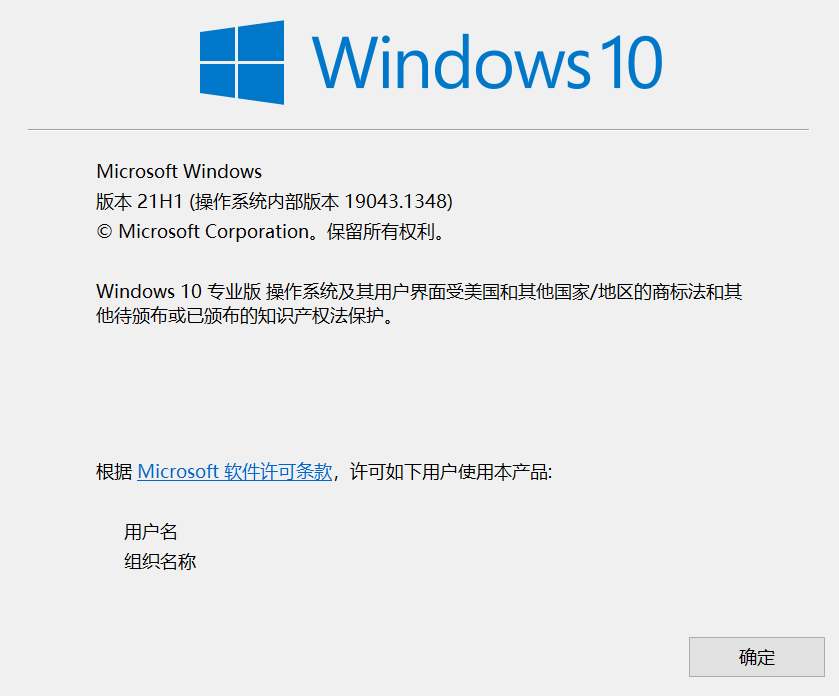 Windows 10
Microsoft Windows
版本 21H1 (操作系统内部版本 19043.1348)
© Microsoft Corporation。保留所有权利。
Windows 10 专业版 操作系统及其用户界面受美国和其他国家/地区的商标法和其
他待颁布或已颁布的知识产权法保护。
根据 Microsoft 软件许可条款，许可如下用户使用本产品:
用户名
组织名称
确定